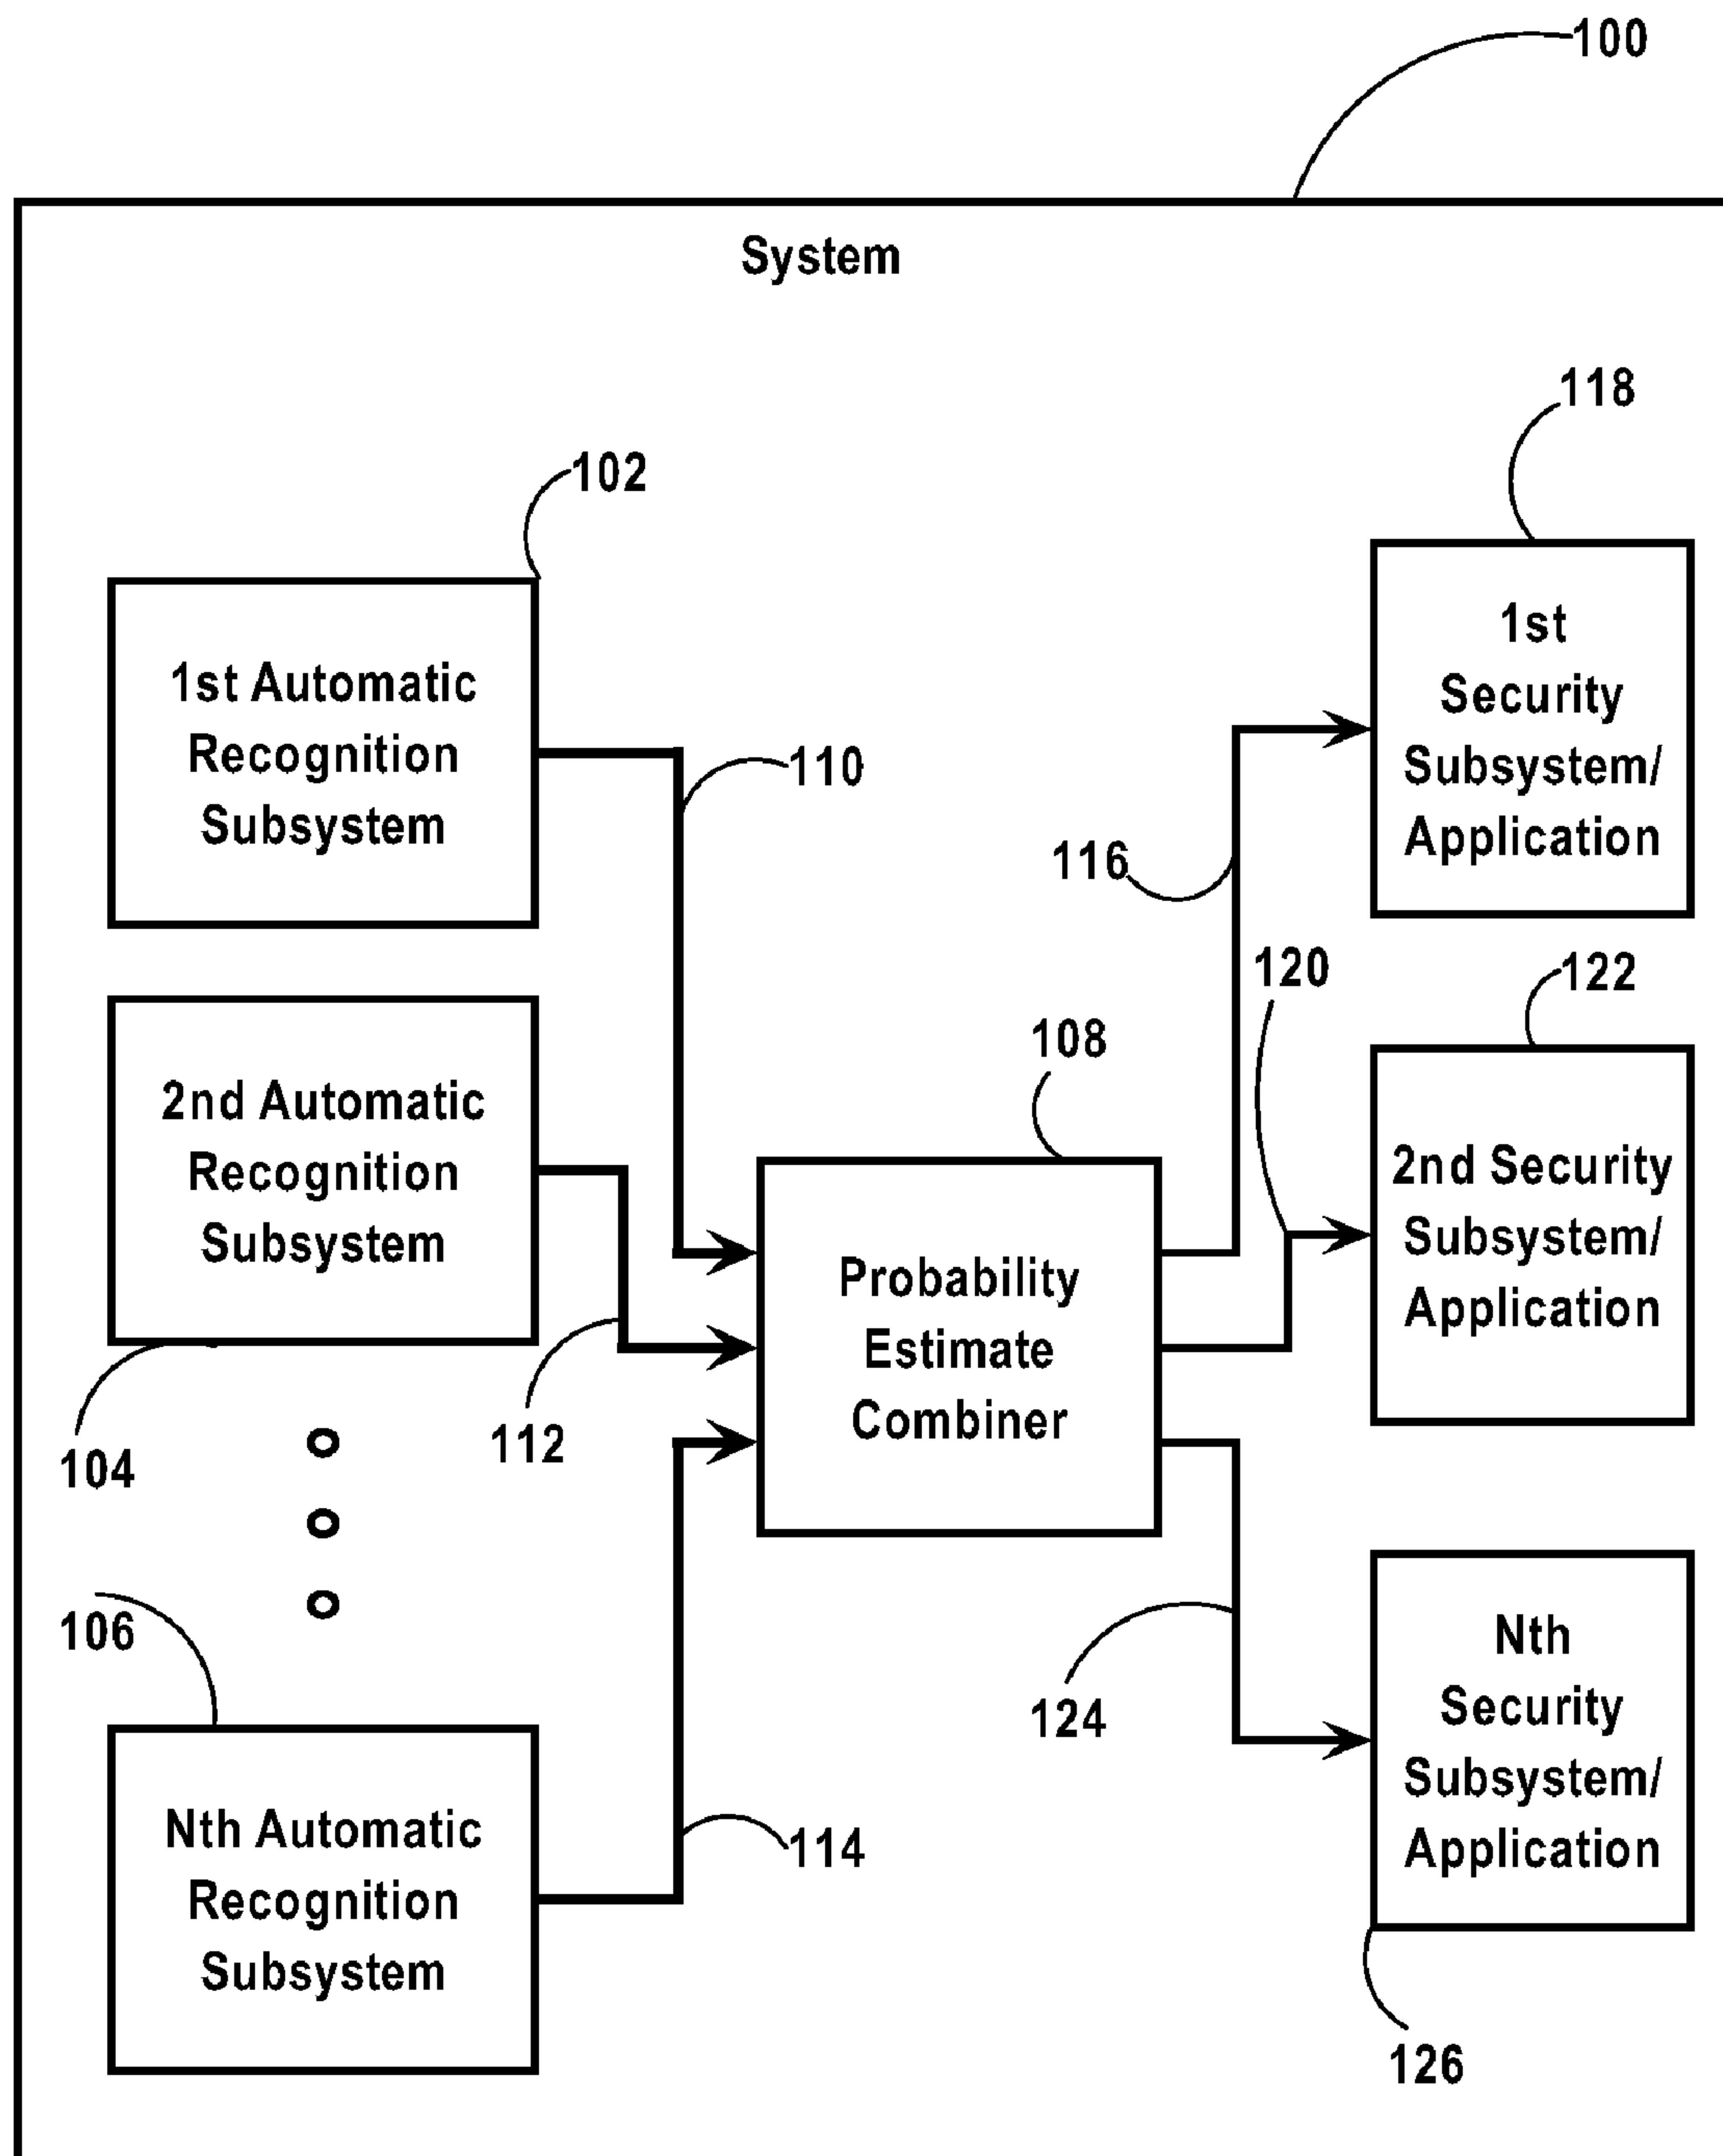 100
System
118
102
1st Automatic
Recognition
Subsystem
110
1st
Security
Subsystem/
Application
116
120
122
2nd Automatic
Recognition
Subsystem
108
2nd Security
Subsystem/
Application
104
112
Probability
Estimate
Combiner
106
124
Nth
Security
Subsystem/
Application
Nth Automatic
Recognition
Subsystem
114
126